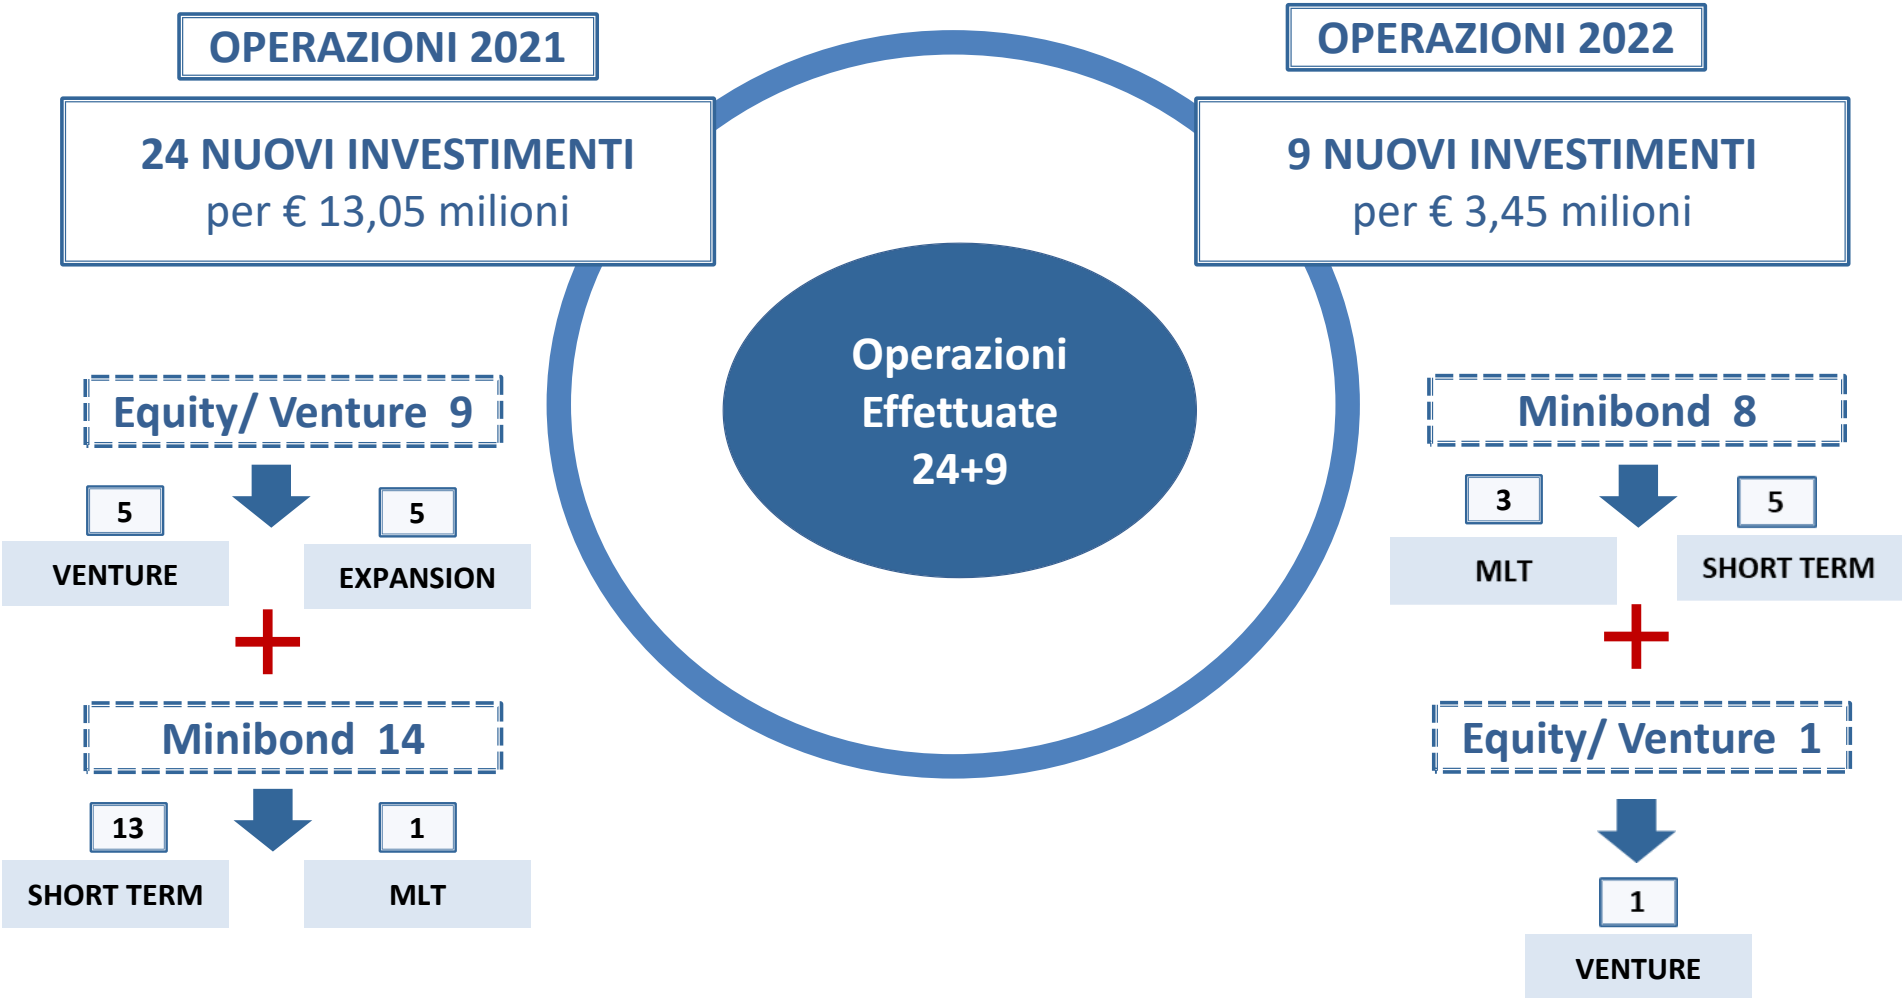 OPERAZIONI 2021
24 NUOVI INVESTIMENTI
per € 13,05 milioni
Equity/ Venture 9
5
5
VENTURE
EXPANSION
Minibond 14
13
1
SHORT TERM
MLT
Operazioni
Effettuate
24+9
OPERAZIONI 2022
9 NUOVI INVESTIMENTI
per € 3,45 milioni
Minibond 8
3
5
MLT
SHORT TERM
Equity/ Venture 1
1
VENTURE